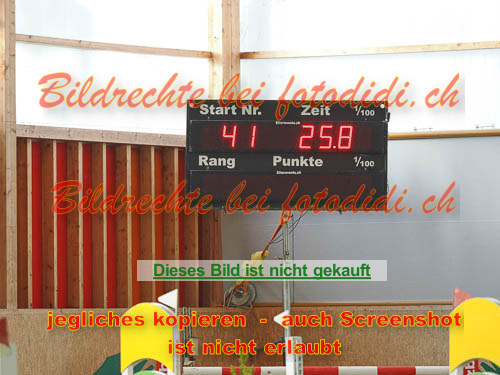 Bildrechte bei fotodidi.ch
Start Nr. Zeit 1/100
41 25.8
Rang Punkte 1/100
Bildrechte bei fotodidi.ch
Dieses Bild ist nicht gekauft
jegliches kopieren - auch Screenshot
ist nicht erlaubt